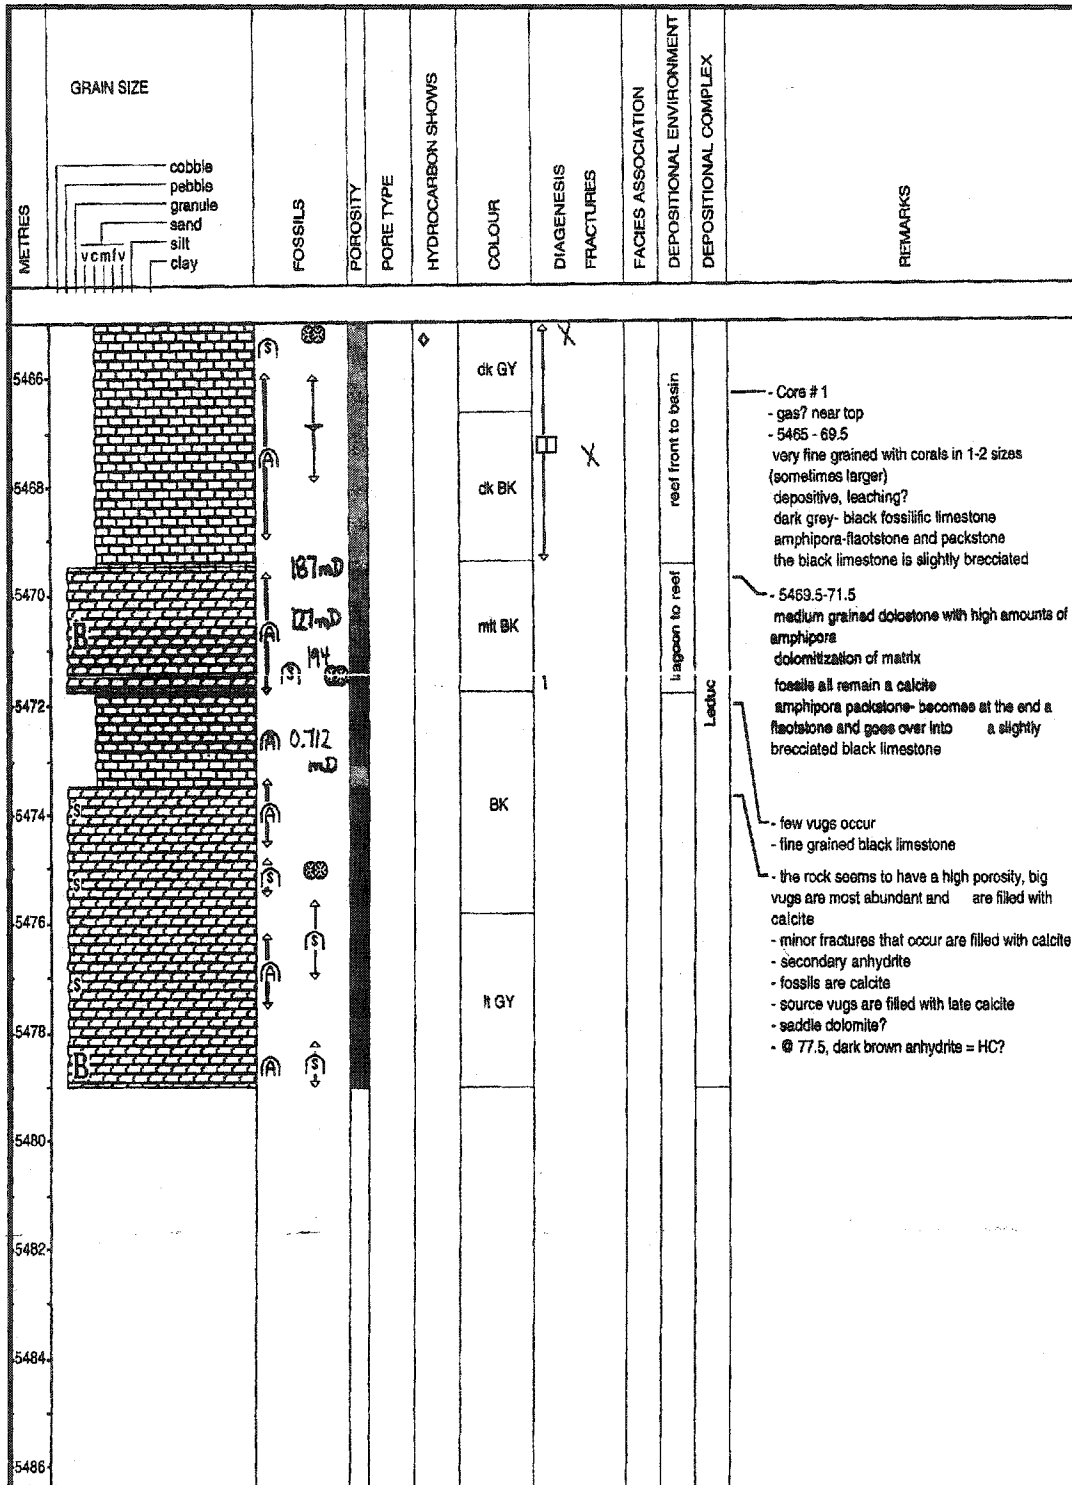 GRAIN SIZE
cobble
pebble
granule
sand
silt
v c m f v
clay
METRES
FOSSILS
POROSITY
PORE TYPE
HYDROCARBON SHOWS
COLOUR
DIAGENESIS
FRACTURES
FACIES ASSOCIATION
DEPOSITIONAL ENVIRONMENT
DEPOSITIONAL COMPLEX
REMARKS
5466
5468
5470
5472
5474
5476
5478
5480
5482
5484
5486
B
S
S
S
B
S
A
187 mD
127 mD
A
194
S
A
0.712
mD
A
S
S
A
A
S
dk GY
dk BK
mtt BK
BK
lt GY
reef front to basin
lagoon to reef
Leduc
- Core # 1
- gas? near top
- 5465 - 69.5
very fine grained with corals in 1-2 sizes
(sometimes larger)
depositive, leaching?
dark grey- black fossilific limestone
amphipora-flaotstone and packstone
the black limestone is slightly brecciated
- 5469.5-71.5
medium grained dolostone with high amounts of
amphipora
dolomitization of matrix
fossils all remain a calcite
amphipora packstone- becomes at the end a
flaotstone and goes over into a slightly
brecciated black limestone
- few vugs occur
- fine grained black limestone
- the rock seems to have a high porosity, big
vugs are most abundant and are filled with
calcite
- minor fractures that occur are filled with calcite
- secondary anhydrite
- fossils are calcite
- source vugs are filled with late calcite
- saddle dolomite?
- @ 77.5, dark brown anhydrite = HC?